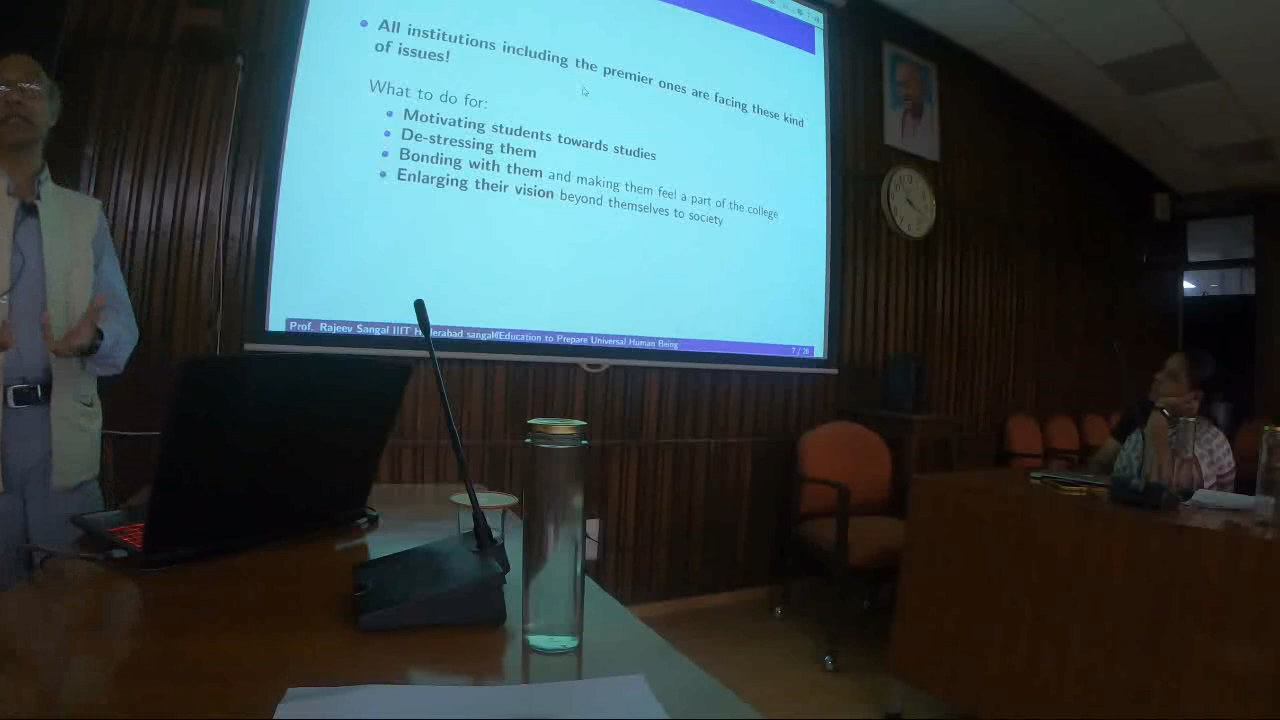 All institutions including the premier ones are facing these kind
of issues!
What to do for:
Motivating students towards studies
De-stressing them
Bonding with them and making them feel a part of the college
Enlarging their vision beyond themselves to society
Prof. Rajeev Sangal IIIT Education to Prepare Universal Human Being 7 / 26